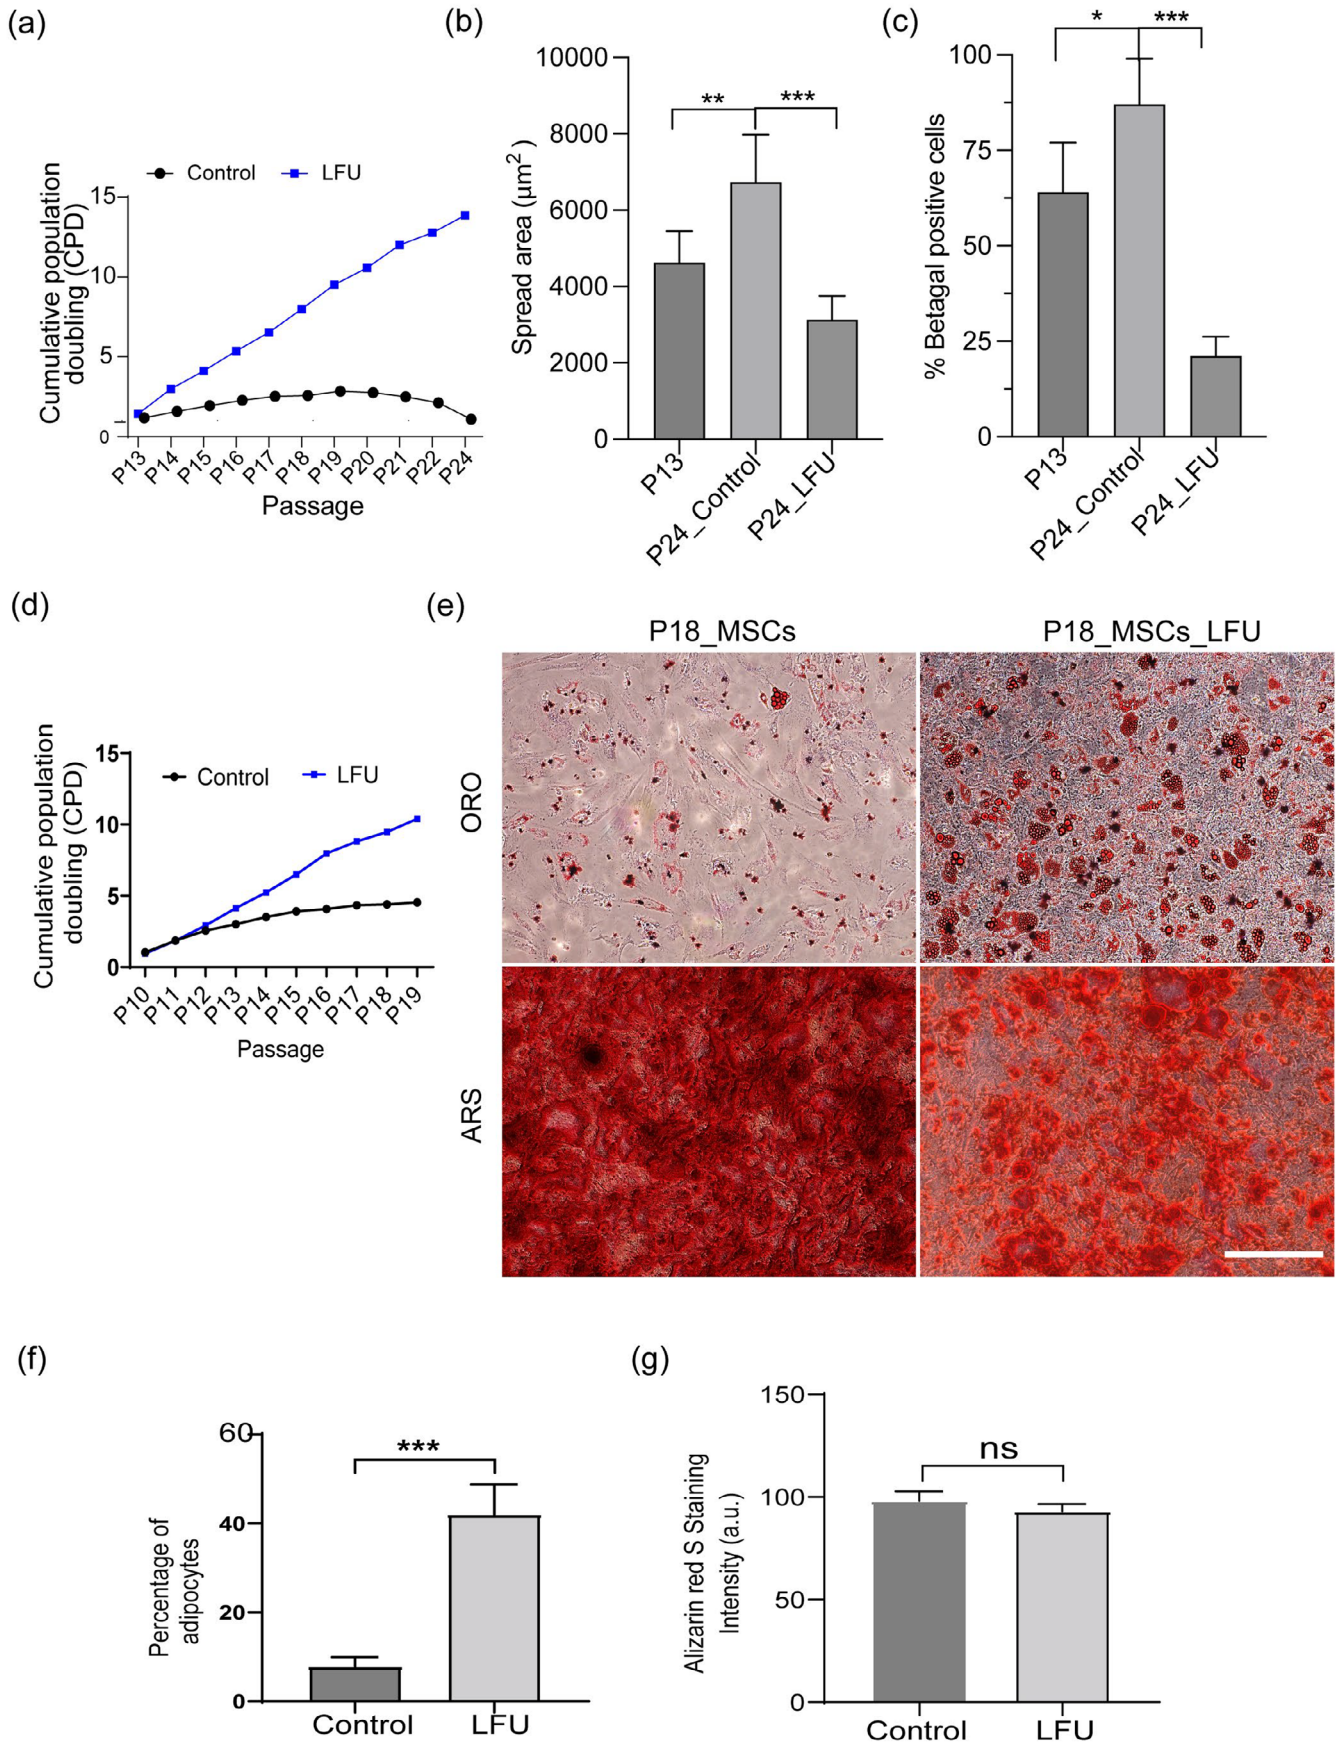 (a)
Control
LFU
Cumulative population
doubling (CPD)
15
10
5
0
P13
P14
P15
P16
P17
P18
P19
P20
P21
P22
P24
Passage
(b)
**
***
Spread area (µm²)
10000
8000
6000
4000
2000
0
P13
P24_Control
P24_LFU
(c)
*
***
% Betagal positive cells
100
75
50
25
0
P13
P24_Control
P24_LFU
(d)
Control
LFU
Cumulative population
doubling (CPD)
15
10
5
0
P10
P11
P12
P13
P14
P15
P16
P17
P18
P19
Passage
(e)
P18_MSCs
P18_MSCs_LFU
ORO
ARS
(f)
***
Percentage of
adipocytes
60
40
20
0
Control
LFU
(g)
ns
Alizarin red S Staining
Intensity (a.u.)
150
100
50
0
Control
LFU